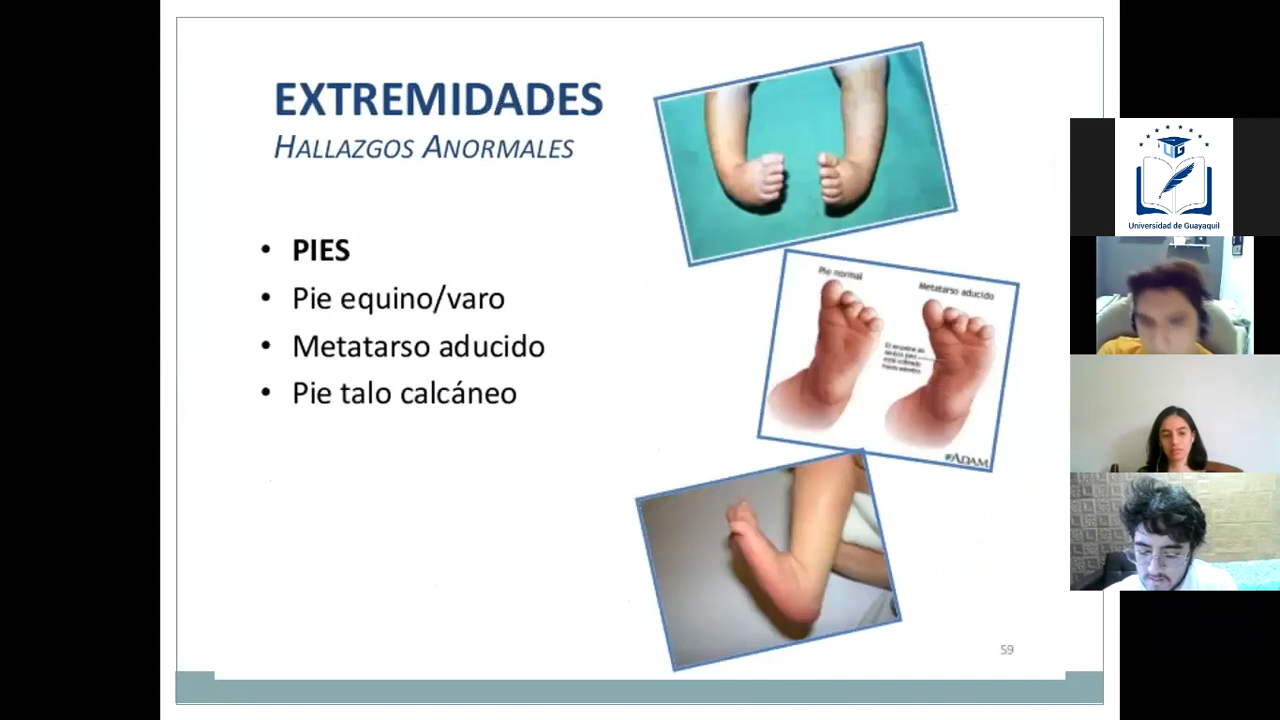 EXTREMIDADES
HALLAZGOS ANORMALES
• PIES
• Pie equino/varo
• Metatarso aducido
• Pie talo calcáneo
Pie normal
Metatarso aducido
ADAM
59
UG
Universidad de Guayaquil